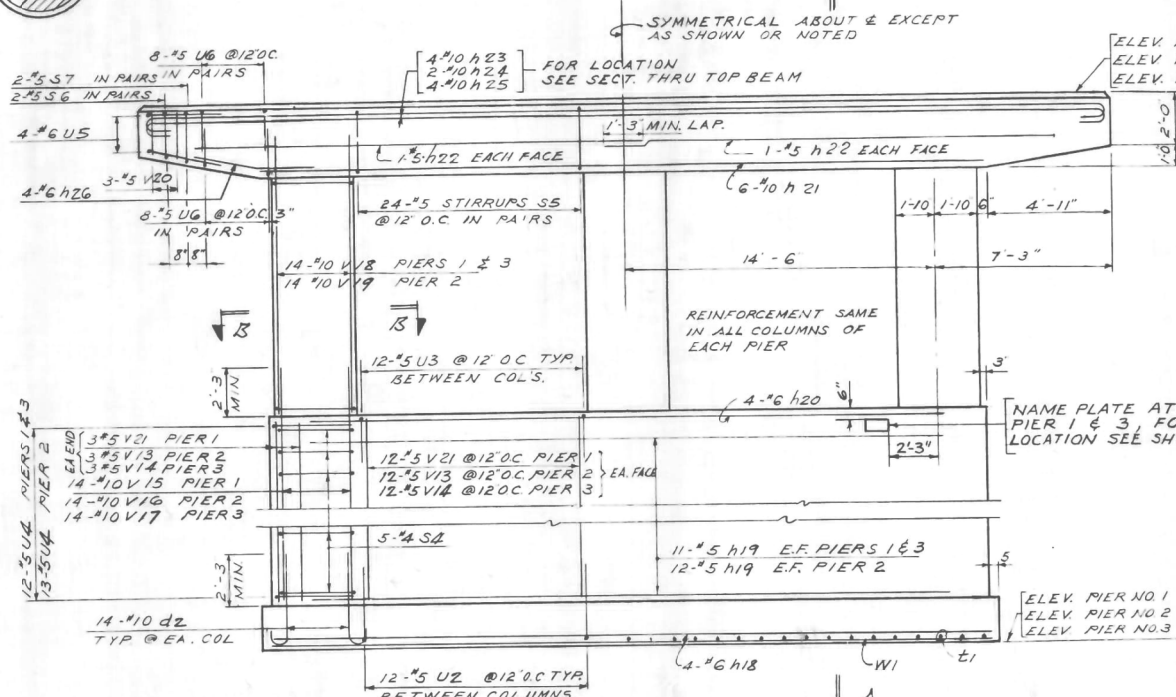 SYMMETRICAL ABOUT ℄ EXCEPT
AS SHOWN OR NOTED
8-#5 U6 @12"O.C.
IN PAIRS
2-#5 S7 IN PAIRS
2-#5 S6 IN PAIRS
4-#10 h23
2-#10 h24
4-#10 h25
FOR LOCATION
SEE SECT. THRU TOP BEAM
ELEV.
ELEV.
ELEV.
4-#6 U5
1'-3" MIN. LAP.
2'-0"
1'-0"
1-#5 h22 EACH FACE
1-#5 h22 EACH FACE
4-#6 h26
3-#5 V20
6-#10 h21
8-#5 U6 @12"O.C.
IN PAIRS
3"
24-#5 STIRRUPS S5
@12" O.C. IN PAIRS
1'-10
1'-10
6"
4'-11"
8" 8"
14'-6
7'-3"
14-#10 V18 PIERS 1 & 3
14-#10 V19 PIER 2
B
B
REINFORCEMENT SAME
IN ALL COLUMNS OF
EACH PIER
12-#5 U3 @12" O.C TYP.
BETWEEN COL'S.
2'-3
MIN
3"
4-#6 h20
6"
NAME PLATE AT
PIER 1 & 3, FO
LOCATION SEE SH
2'-3"
12-#5 U4 PIERS 1 & 3
13-#5 U4 PIER 2
EA END
3#5 V21 PIER 1
3#5 V13 PIER 2
3#5 V14 PIER 3
14-#10 V15 PIER 1
14-#10 V16 PIER 2
14-#10 V17 PIER 3
12-#5 V21 @12"O.C. PIER 1
12-#5 V13 @12"O.C. PIER 2
12-#5 V14 @12"O.C. PIER 3
EA. FACE
5-#4 S4
11-#5 h19 E.F. PIERS 1 & 3
12-#5 h19 E.F. PIER 2
2'-3
MIN.
5
14-#10 d2
TYP. @ EA. COL
ELEV. PIER NO. 1
ELEV. PIER NO. 2
ELEV. PIER NO. 3
4-#6 h18
W1
t1
12-#5 U2 @12"O.C TYP.
BETWEEN COLUMNS